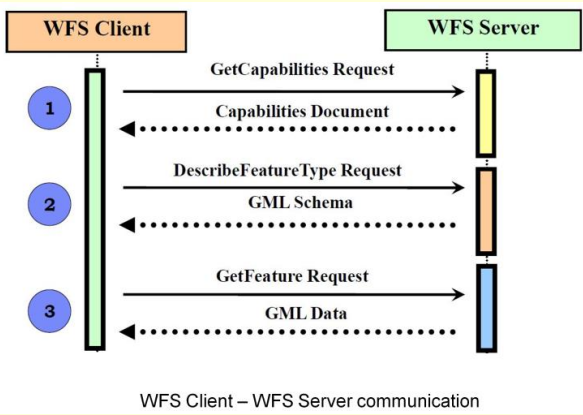 WFS Client
WFS Server
GetCapabilities Request
1
Capabilities Document
DescribeFeatureType Request
2
GML Schema
GetFeature Request
3
GML Data
WFS Client – WFS Server communication